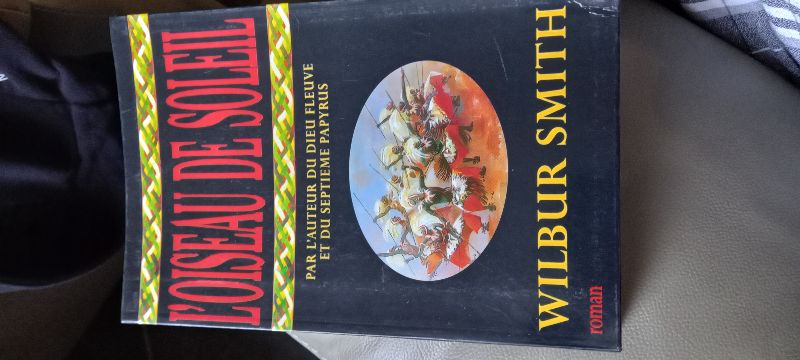 L'OISEAU DE SOLEIL
PAR L'AUTEUR DU DIEU FLEUVE
ET DU SEPTIEME PAPYRUS
WILBUR SMITH
roman